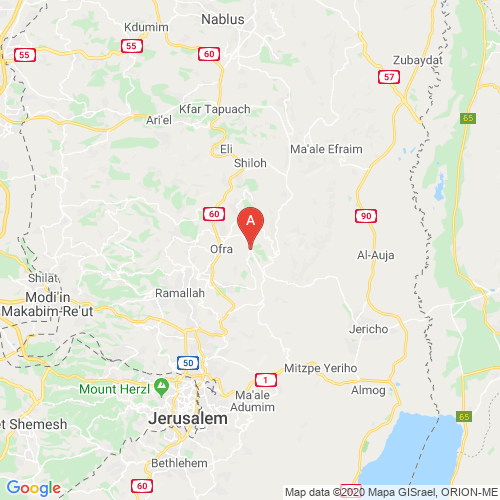 Kdumim
Nablus
55
55
60
57
Zubaydat
Kfar Tapuach
Ari'el
65
Eli
Shiloh
Ma'ale Efraim
60
90
A
Ofra
Al-Auja
Shilat
Modi'in
Makabim-Re'ut
Ramallah
Jericho
50
Mitzpe Yeriho
1
Mount Herzl
Almog
Ma'ale
Adumim
Jerusalem
65
et Shemesh
Bethlehem
60
90
Google
Map data ©2020 Mapa GISrael, ORION-ME